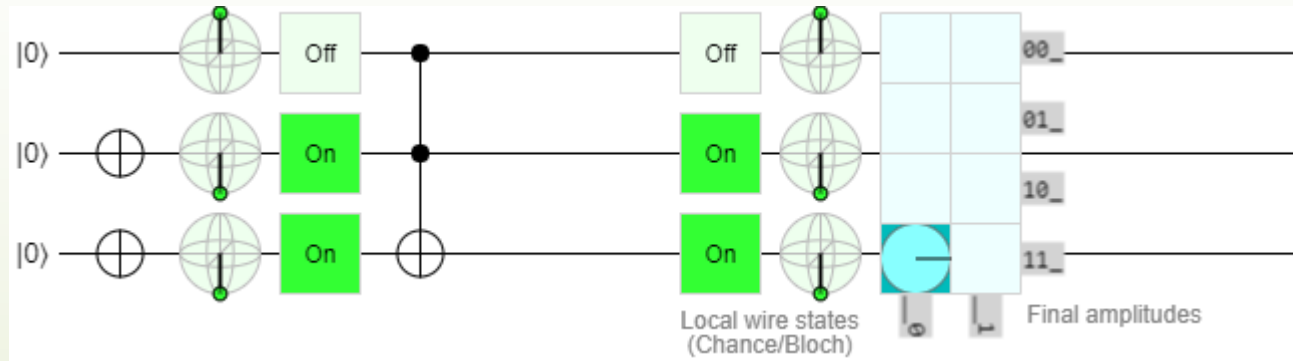 |0⟩ Off Off 00_
01_
|0⟩ On On
10_
|0⟩ On On 11_
_0 _1
Local wire states Final amplitudes
(Chance/Bloch)